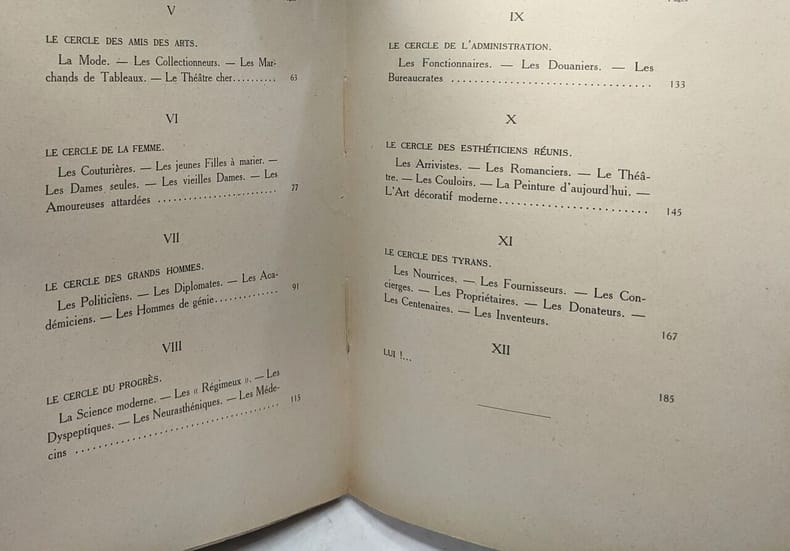 V
LE CERCLE DES AMIS DES ARTS.
La Mode. — Les Collectionneurs. — Les Mar-
chands de Tableaux. — Le Théâtre cher.......... 63
VI
LE CERCLE DE LA FEMME.
Les Couturières. — Les jeunes Filles à marier. —
Les Dames seules. — Les vieilles Dames. — Les
Amoureuses attardées .................... 77
VII
LE CERCLE DES GRANDS HOMMES.
Les Politiciens. — Les Diplomates. — Les Aca-
démiciens. — Les Hommes de génie............. 91
VIII
LE CERCLE DU PROGRÈS.
La Science moderne. — Les « Régimeux ». — Les
Dyspeptiques. — Les Neurasthéniques. — Les Méde-
cins .................................. 115
IX
LE CERCLE DE L'ADMINISTRATION.
Les Fonctionnaires. — Les Douaniers. — Les
Bureaucrates ................................ 133
X
LE CERCLE DES ESTHÉTICIENS RÉUNIS.
Les Arrivistes. — Les Romanciers. — Le Théâ-
tre. — Les Couloirs. — La Peinture d'aujourd'hui. —
L'Art décoratif moderne........................ 145
XI
LE CERCLE DES TYRANS.
Les Nourrices. — Les Fournisseurs. — Les Con-
cierges. — Les Propriétaires. — Les Donateurs. —
Les Centenaires. — Les Inventeurs. 167
XII
LUI !... 185